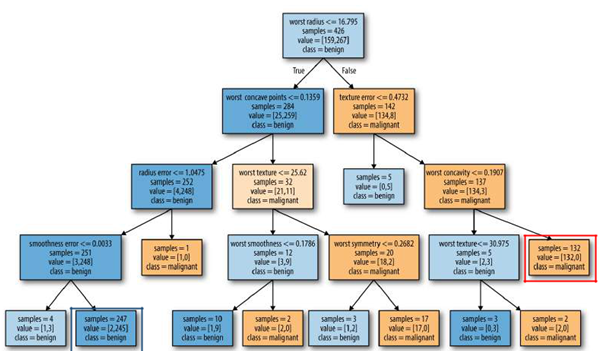 worst radius <= 16.795
samples = 426
value = [159,267]
class = benign
True
False
worst concave points <= 0.1359
samples = 284
value = [25,259]
class = benign
texture error <= 0.4732
samples = 142
value = [134,8]
class = malignant
radius error <= 1.0475
samples = 252
value = [4,248]
class = benign
worst texture <= 25.62
samples = 32
value = [21,11]
class = malignant
samples = 5
value = [0,5]
class = benign
worst concavity <= 0.1907
samples = 137
value = [134,3]
class = malignant
smoothness error <= 0.0033
samples = 251
value = [3,248]
class = benign
samples = 1
value = [1,0]
class = malignant
worst smoothness <= 0.1786
samples = 12
value = [3,9]
class = benign
worst symmetry <= 0.2682
samples = 20
value = [18,2]
class = malignant
worst texture<= 30.975
samples = 5
value = [2,3]
class = benign
samples = 132
value = [132,0]
class = malignant
samples = 4
value = [1,3]
class = benign
samples = 247
value = [2,245]
class = benign
samples = 10
value = [1,9]
class = benign
samples = 2
value = [2,0]
class = malignant
samples = 3
value = [1,2]
class = benign
samples = 17
value = [17,0]
class = malignant
samples = 3
value = [0,3]
class = benign
samples = 2
value = [2,0]
class = malignant